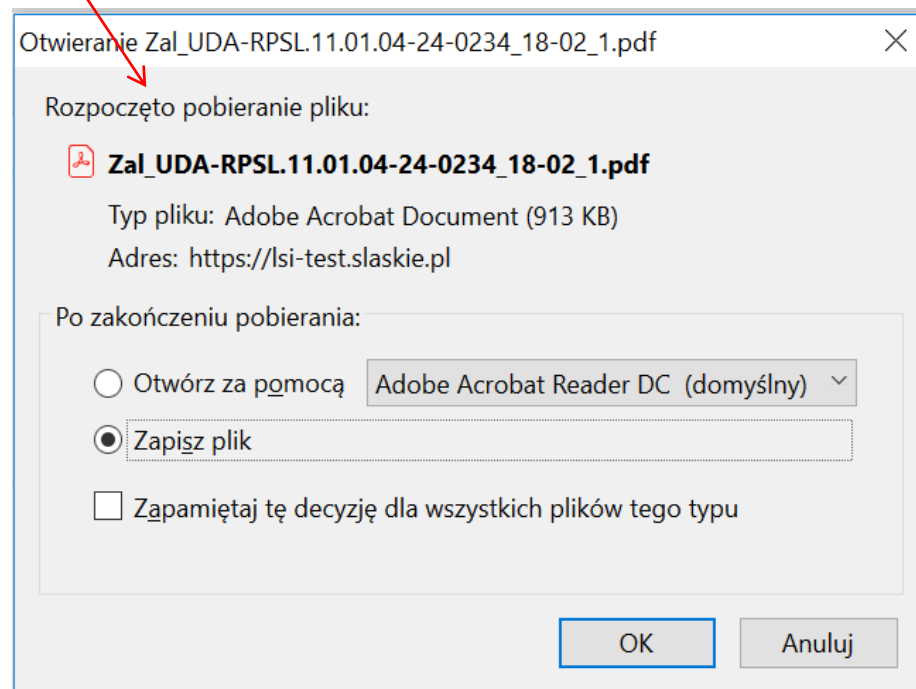 Otwieranie Zal_UDA-RPSL.11.01.04-24-0234_18-02_1.pdf
Rozpoczęto pobieranie pliku:
Zal_UDA-RPSL.11.01.04-24-0234_18-02_1.pdf
Typ pliku: Adobe Acrobat Document (913 KB)
Adres: https://lsi-test.slaskie.pl
Po zakończeniu pobierania:
Otwórz za pomocą Adobe Acrobat Reader DC (domyślny)
Zapisz plik
Zapamiętaj tę decyzję dla wszystkich plików tego typu
OK Anuluj